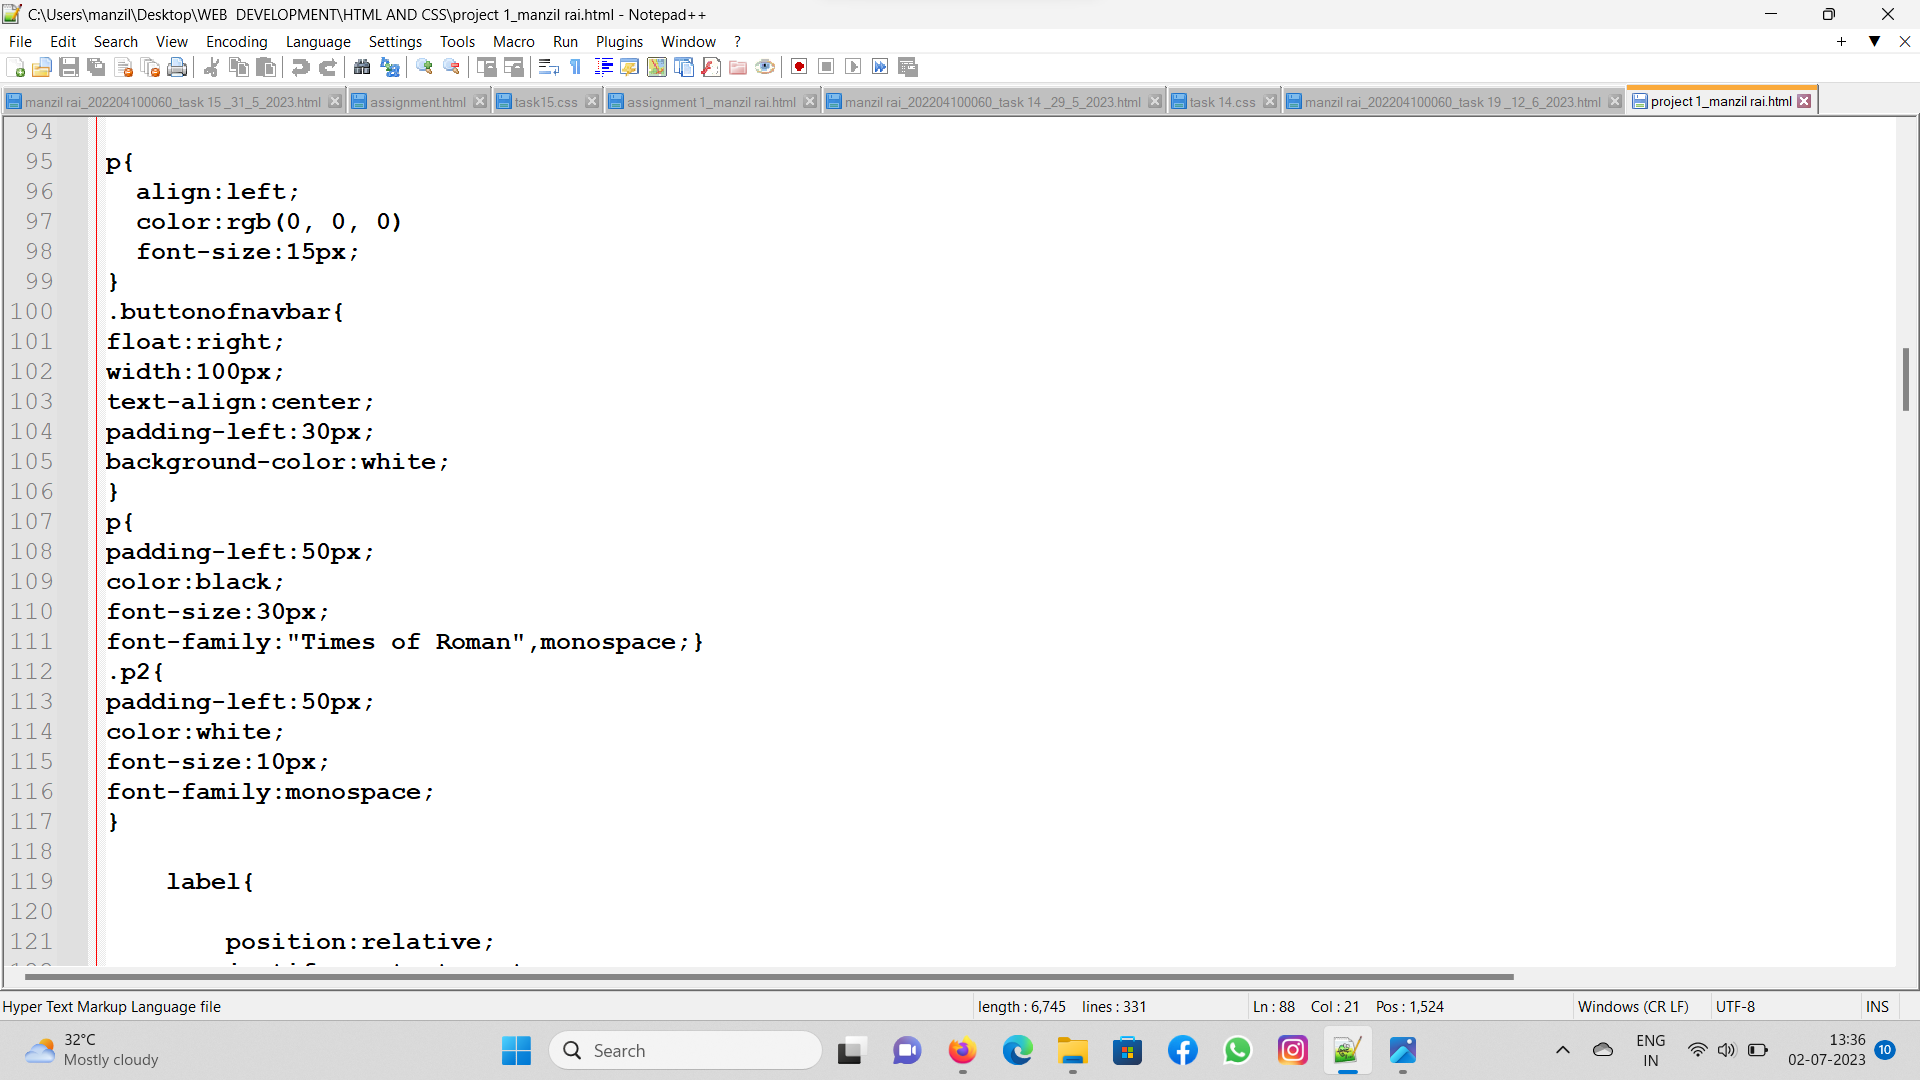 C:\Users\manzil\Desktop\WEB  DEVELOPMENT\HTML AND CSS\project 1_manzil rai.html - Notepad++
File Edit Search View Encoding Language Settings Tools Macro Run Plugins Window ?
manzil rai_202204100060_task 15 _31_5_2023.html assignment.html task15.css assignment 1_manzil rai.html manzil rai_202204100060_task 14 _29_5_2023.html task 14.css manzil rai_202204100060_task 19 _12_6_2023.html project 1_manzil rai.html
94
95 p{
96 align:left;
97 color:rgb(0, 0, 0)
98 font-size:15px;
99 }
100 .buttonofnavbar{
101 float:right;
102 width:100px;
103 text-align:center;
104 padding-left:30px;
105 background-color:white;
106 }
107 p{
108 padding-left:50px;
109 color:black;
110 font-size:30px;
111 font-family:"Times of Roman",monospace;}
112 .p2{
113 padding-left:50px;
114 color:white;
115 font-size:10px;
116 font-family:monospace;
117 }
118
119 label{
120
121 position:relative;
Hyper Text Markup Language file length : 6,745 lines : 331 Ln : 88 Col : 21 Pos : 1,524 Windows (CR LF) UTF-8 INS
32°C
Mostly cloudy
Search
ENG
IN
13:36
02-07-2023
10